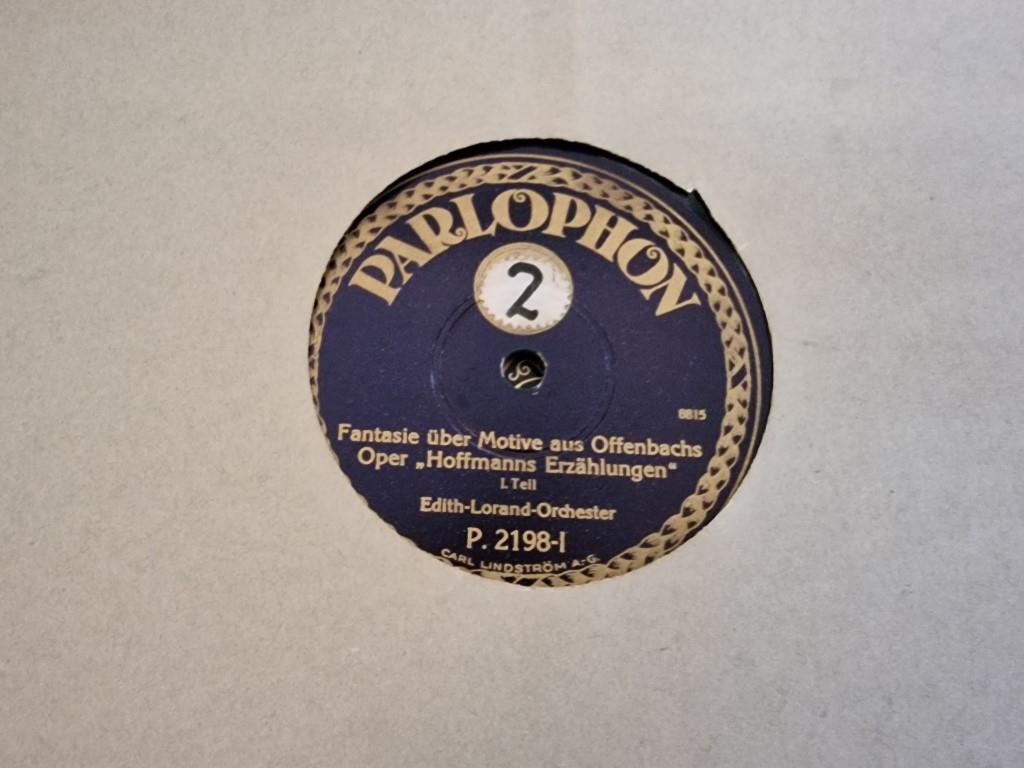 PARLOPHON
2
8815
Fantasie über Motive aus Offenbachs
Oper „Hoffmanns Erzählungen“
I. Teil
Edith-Lorand-Orchester
P. 2198-I
CARL LINDSTRÖM A.-G.